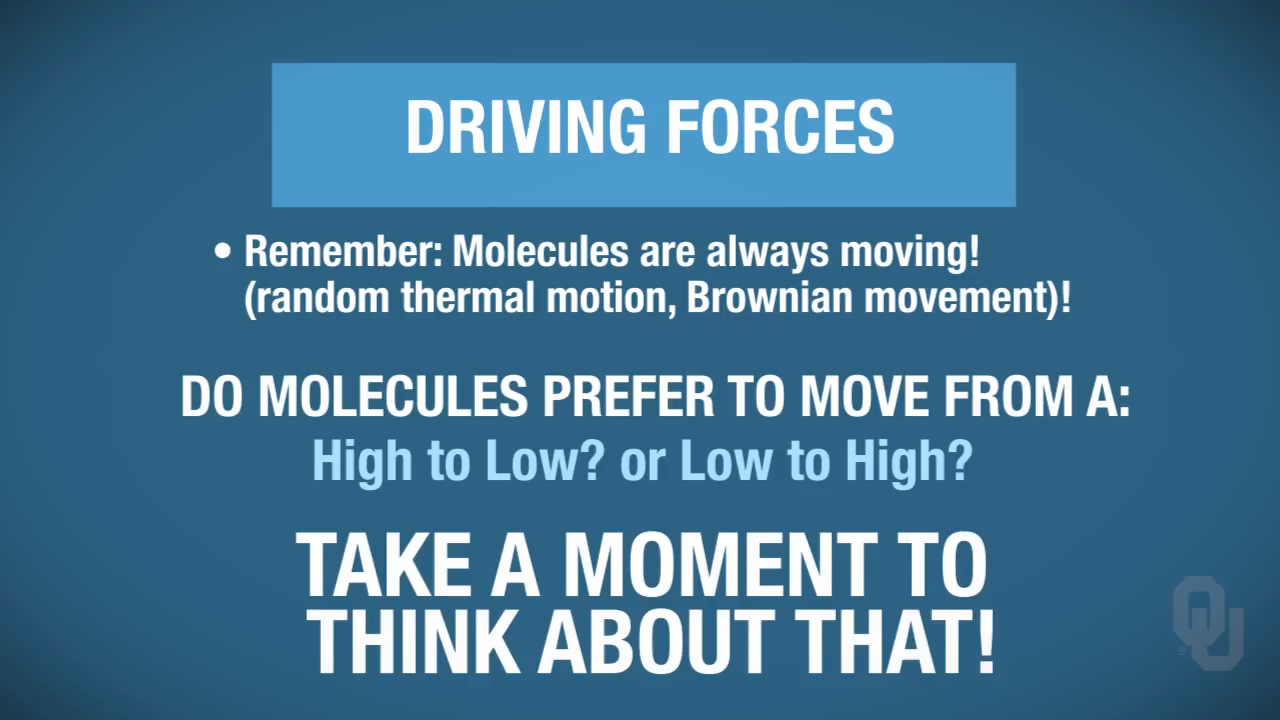 DRIVING FORCES
• Remember: Molecules are always moving!
(random thermal motion, Brownian movement)!
DO MOLECULES PREFER TO MOVE FROM A:
High to Low? or Low to High?
TAKE A MOMENT TO
THINK ABOUT THAT!
OU
®